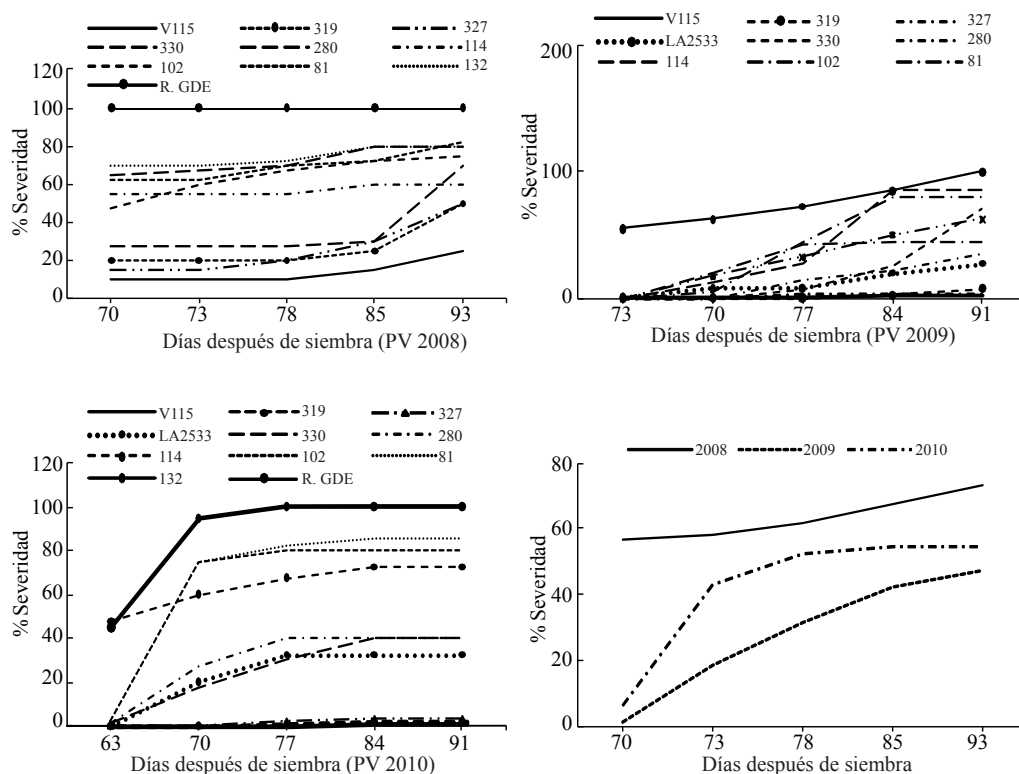 V115 319 327
330 280 114
102 81 132
R. GDE
120
100
80
60
40
20
0
% Severidad
70 73 78 85 93
Días después de siembra (PV 2008)
V115 319 327
LA2533 330 280
114 102 81
200
100
0
% Severidad
73 70 77 84 91
Días después de siembra (PV 2009)
V115 319 327
LA2533 330 280
114 102 81
132 R. GDE
120
100
80
60
40
20
0
% Severidad
63 70 77 84 91
Días después de siembra (PV 2010)
2008 2009 2010
80
60
40
20
0
% Severidad
70 73 78 85 93
Días después de siembra